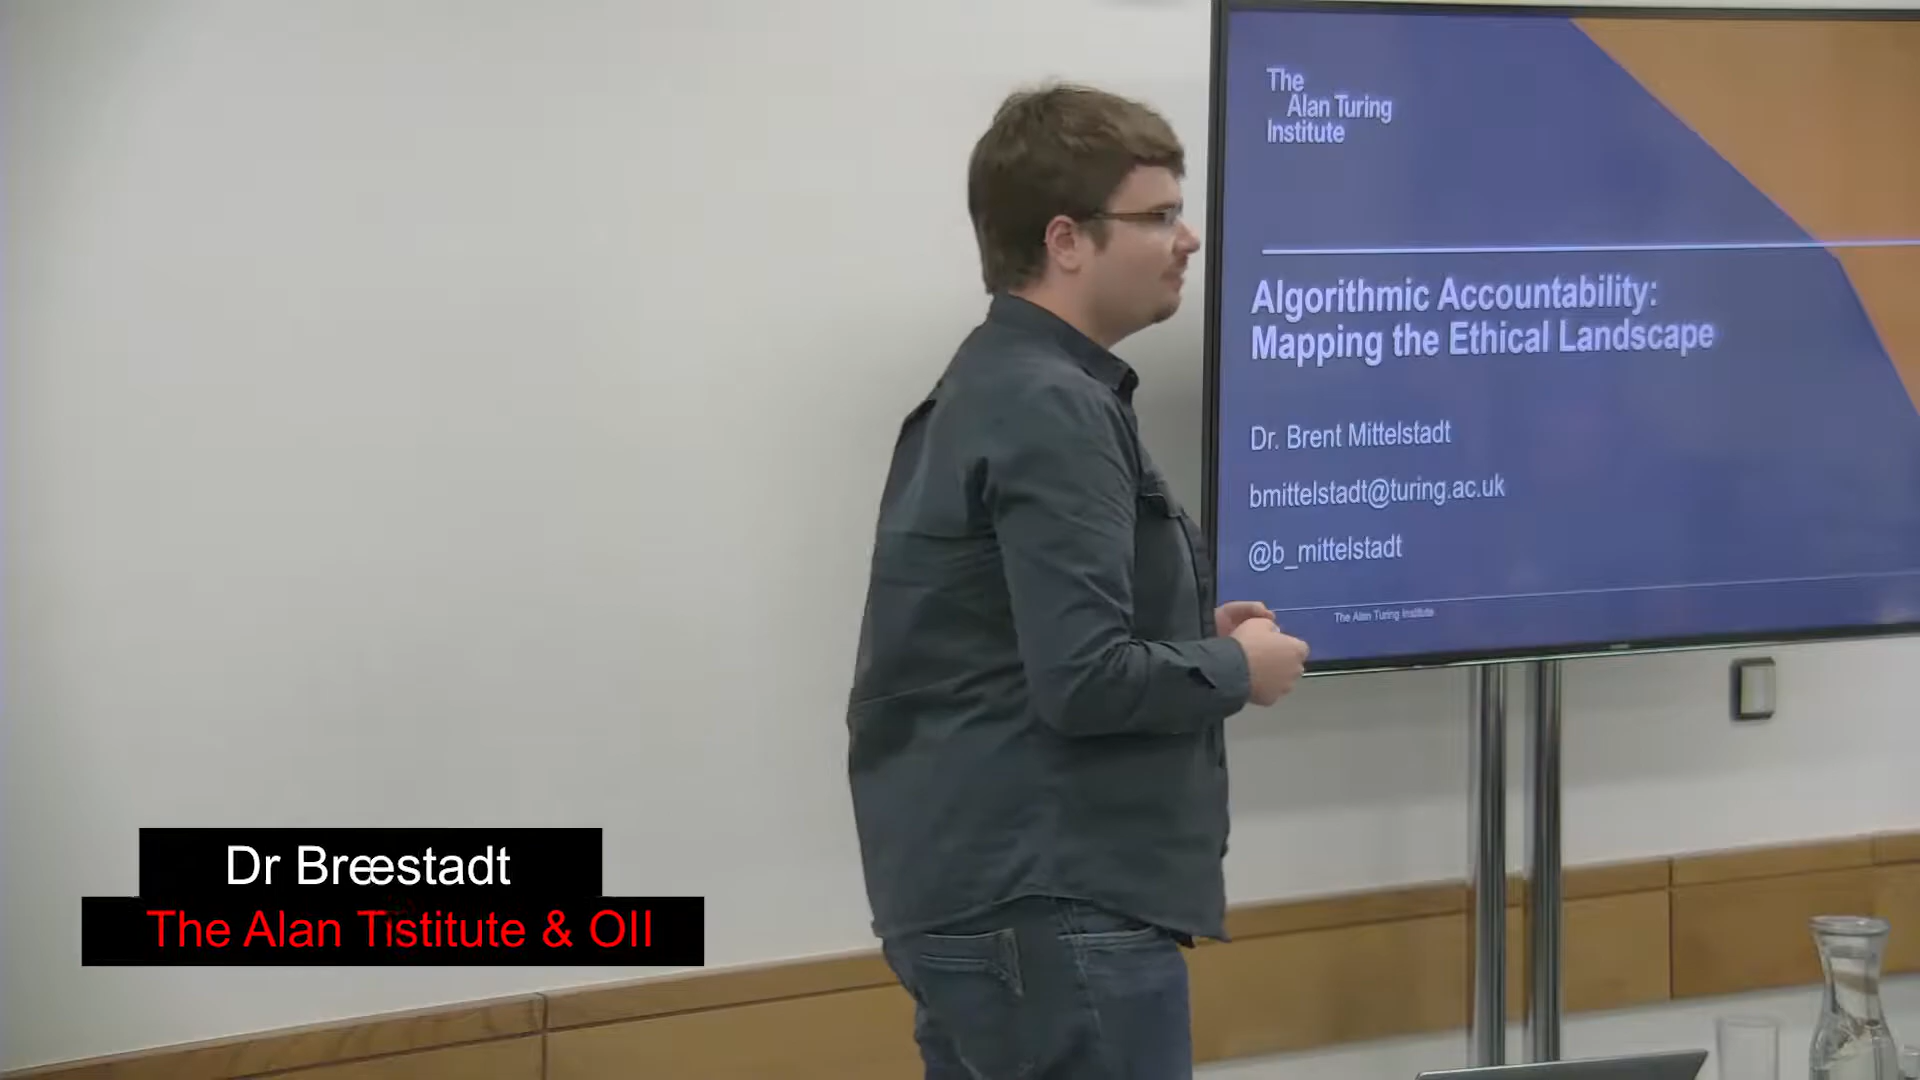 The
Alan Turing
Institute
Algorithmic Accountability:
Mapping the Ethical Landscape
Dr. Brent Mittelstadt
bmittelstadt@turing.ac.uk
@b_mittelstadt
The Alan Turing Institute
Dr Breestadt
The Alan Tistitute & OII